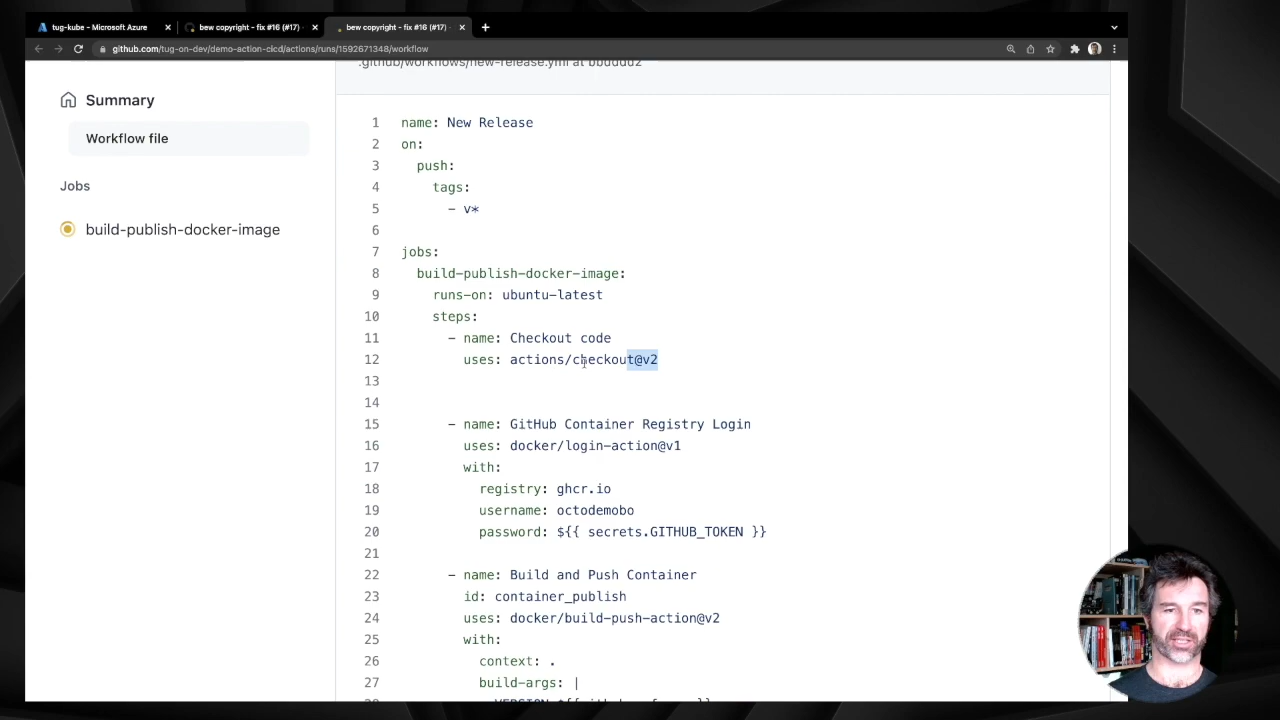 tug-kube - Microsoft Azure
bew copyright - fix #16 (#17)
bew copyright - fix #16 (#17)
github.com/tug-on-dev/demo-action-cicd/actions/runs/1592671348/workflow
Summary
Workflow file
Jobs
build-publish-docker-image
.github/workflows/new-release.yml at
1 name: New Release
2 on:
3 push:
4 tags:
5 - v*
6
7 jobs:
8 build-publish-docker-image:
9 runs-on: ubuntu-latest
10 steps:
11 - name: Checkout code
12 uses: actions/checkout@v2
13
14
15 - name: GitHub Container Registry Login
16 uses: docker/login-action@v1
17 with:
18 registry: ghcr.io
19 username: octodemobo
20 password: ${{ secrets.GITHUB_TOKEN }}
21
22 - name: Build and Push Container
23 id: container_publish
24 uses: docker/build-push-action@v2
25 with:
26 context: .
27 build-args: |